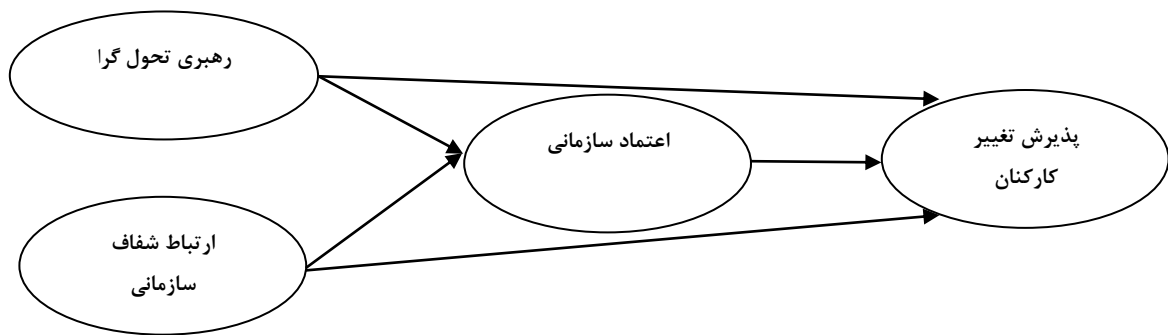 رهبری تحول گرا
اعتماد سازمانی
پذیرش تغییر
کارکنان
ارتباط شفاف
سازمانی